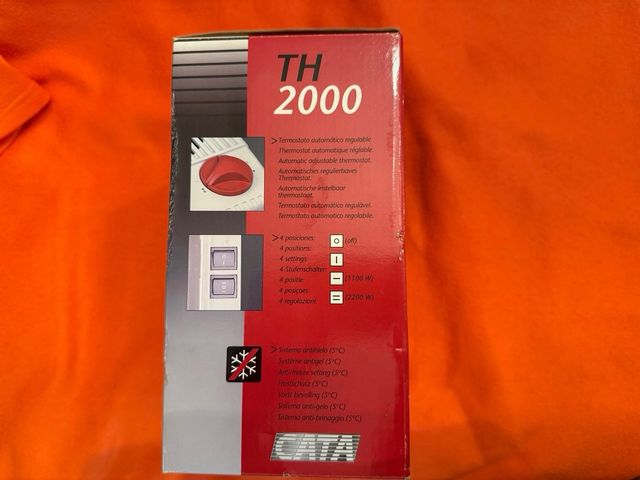 TH
2000
> Termostato automático regulable.
Thermostat automatique réglable.
Automatic adjustable thermostat.
Automatisches regulierbaves
Thermostat.
Automatische instelbaar
thermostaat.
Termostato automático regulável.
Termostato automatico regolabile.
> 4 posiciones: (off)
4 positions:
4 settings:
4-Stufenschalter: (1100 W)
4 positie:
4 posiçoes: (2200 W)
4 regolazioni:
> Sistema antihielo (5°C)
Système antigel (5°C)
Anti-freeze setting (5°C)
Frostschutz (5°C)
Vorst beveiling (5°C)
Sistema anti-gelo (5°C)
Sistema anti-brinaggio (5°C)
CATA